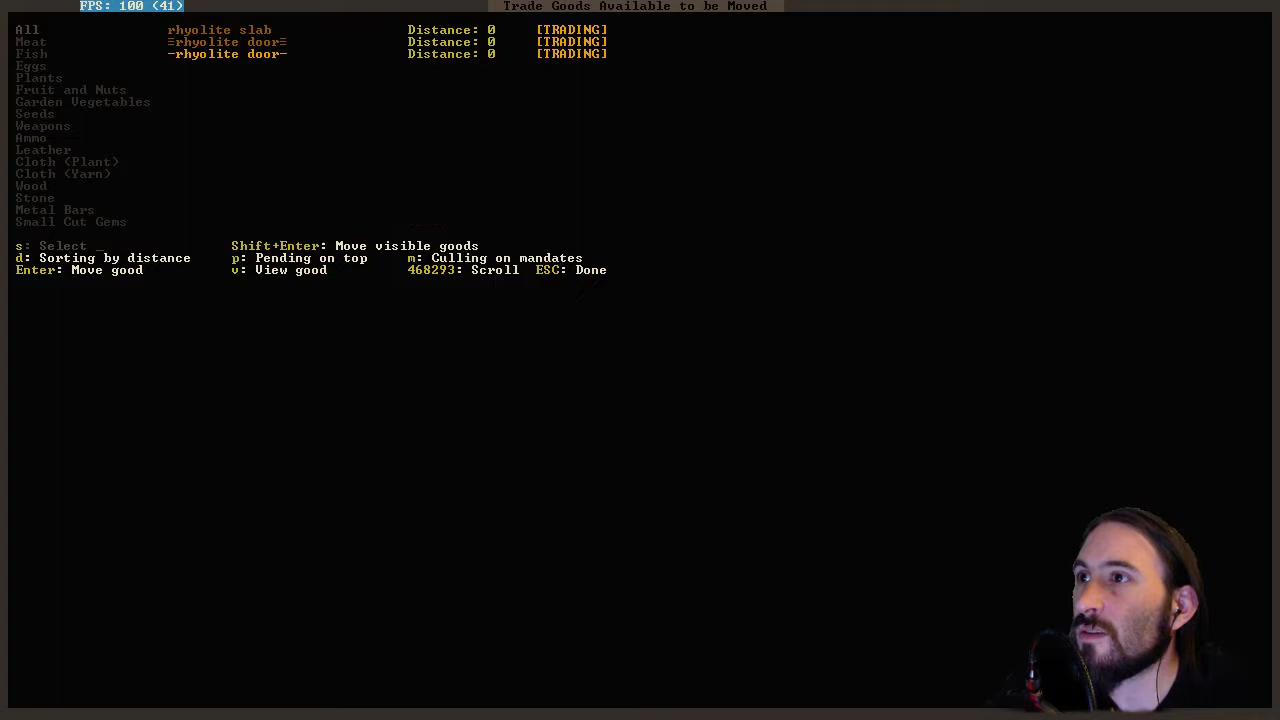 FPS: 100 (41)
Trade Goods Available to be Moved
All rhyolite slab Distance: 0 [TRADING]
Meat ≡rhyolite door≡ Distance: 0 [TRADING]
Fish -rhyolite door- Distance: 0 [TRADING]
Eggs
Plants
Fruit and Nuts
Garden Vegetables
Seeds
Weapons
Ammo
Leather
Cloth (Plant)
Cloth (Yarn)
Wood
Stone
Metal Bars
Small Cut Gems
s: Select _ Shift+Enter: Move visible goods
d: Sorting by distance p: Pending on top m: Culling on mandates
Enter: Move good v: View good 468293: Scroll ESC: Done